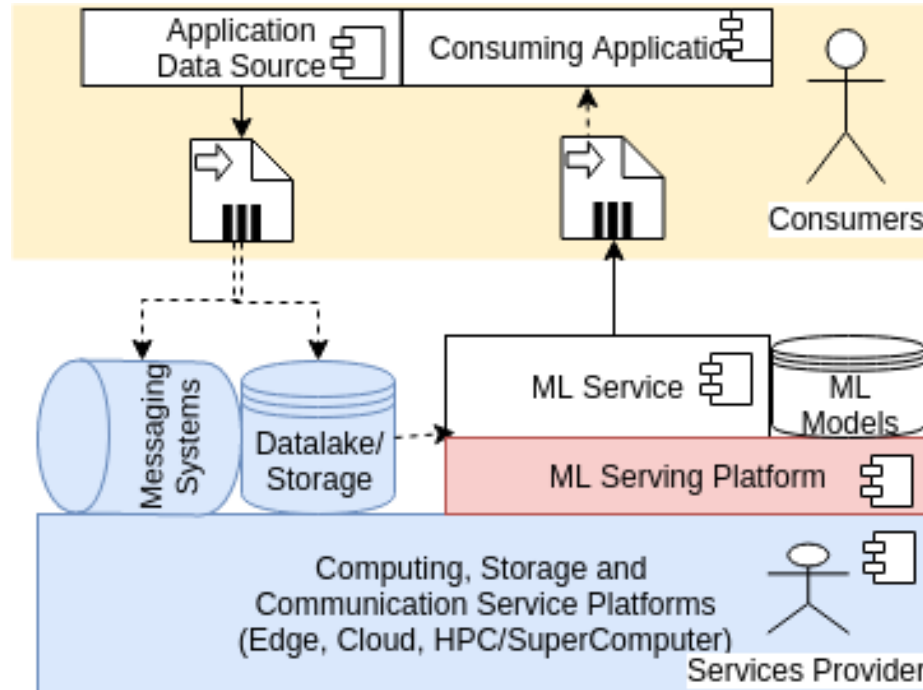 Application
Data Source
Consuming Application
Consumers
Messaging
Systems
Datalake/
Storage
ML Service
ML
Models
ML Serving Platform
Computing, Storage and
Communication Service Platforms
(Edge, Cloud, HPC/SuperComputer)
Services Provider